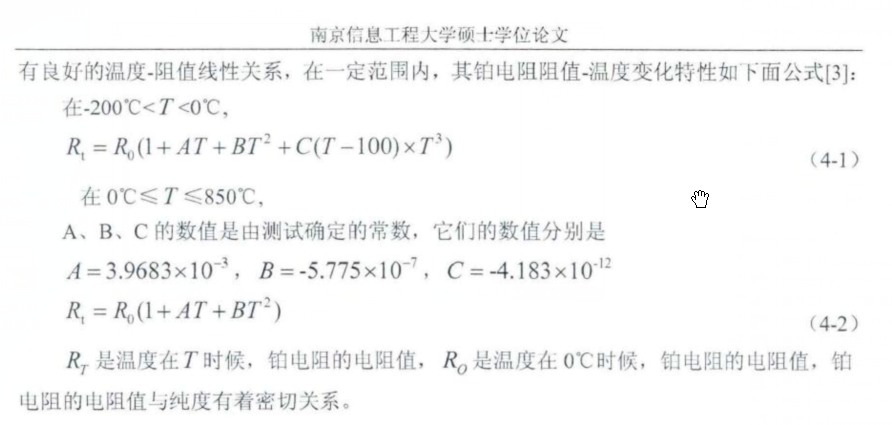 南京信息工程大学硕士学位论文
有良好的温度-阻值线性关系，在一定范围内，其铂电阻阻值-温度变化特性如下面公式[3]：
在-200℃<T<0℃，
R_t = R_0(1+AT+BT^2+C(T-100)×T^3) （4-1）
在 0℃≤T≤850℃，
A、B、C 的数值是由测试确定的常数，它们的数值分别是
A=3.9683×10^{-3}，B=-5.775×10^{-7}，C=-4.183×10^{-12}
R_t = R_0(1+AT+BT^2) （4-2）
R_T 是温度在T时候，铂电阻的电阻值，R_O 是温度在 0℃时候，铂电阻的电阻值，铂
电阻的电阻值与纯度有着密切关系。